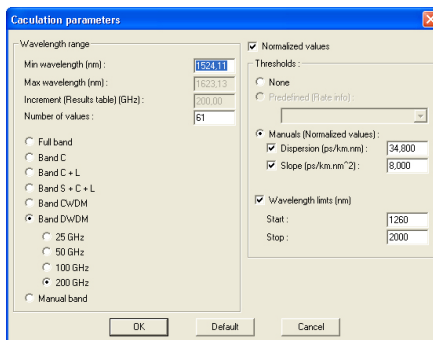 Caculation parameters
Wavelength range
Min wavelength (nm) :
1524,11
Max wavelength (nm) :
1623,13
Increment (Results table) (GHz) :
200,00
Number of values :
61
Full band
Band C
Band C + L
Band S + C + L
Band CWDM
Band DWDM
25 GHz
50 GHz
100 GHz
200 GHz
Manual band
Normalized values
Thresholds :
None
Predefined (Rate info) :
Manuals (Normalized values) :
Dispersion (ps/km.nm) :
34,800
Slope (ps/km.nm^2) :
8,000
Wavelength limts (nm)
Start :
1260
Stop :
2000
OK
Default
Cancel